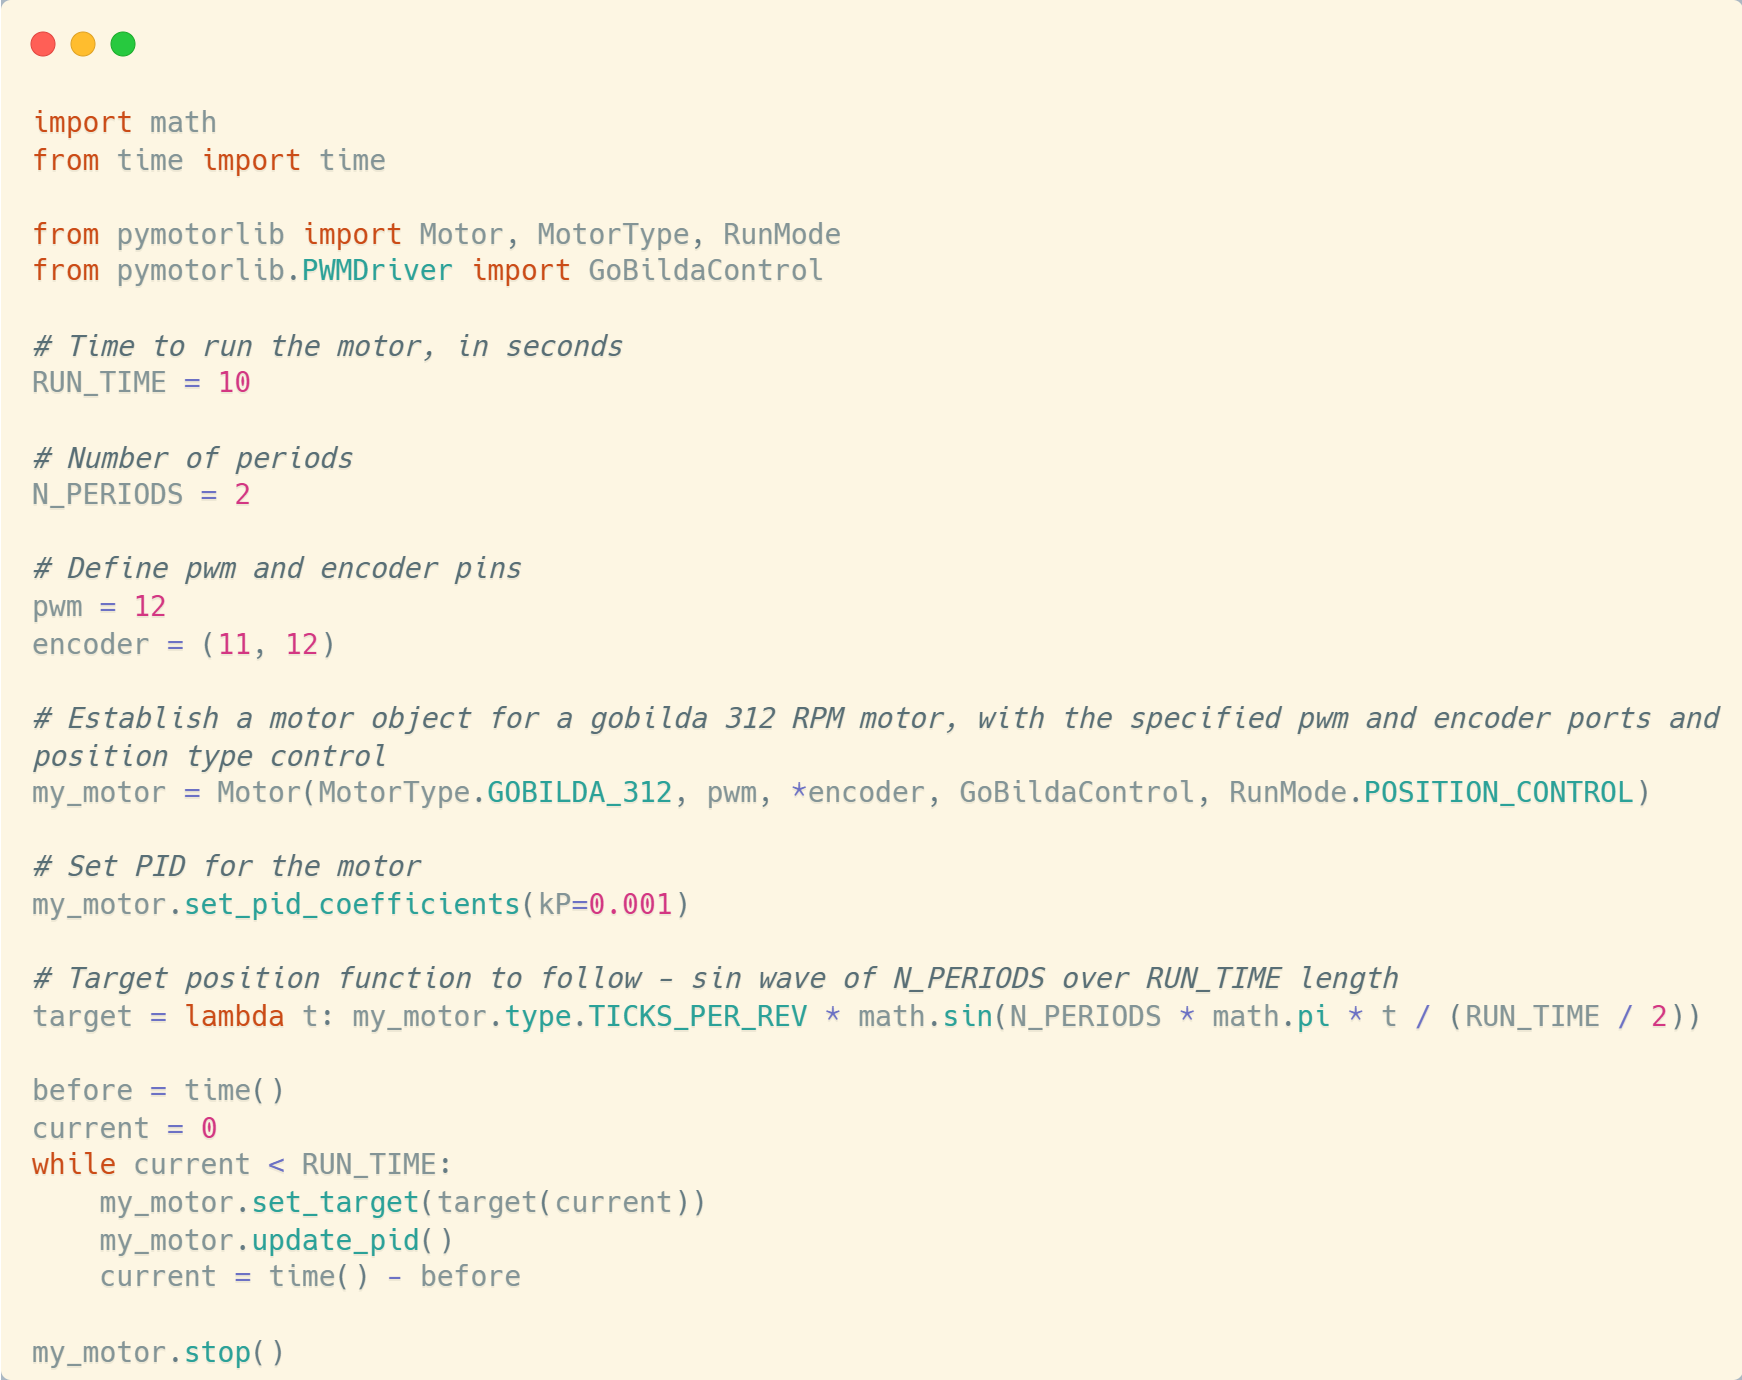 import math
from time import time

from pymotorlib import Motor, MotorType, RunMode
from pymotorlib.PWMDriver import GoBildaControl

# Time to run the motor, in seconds
RUN_TIME = 10

# Number of periods
N_PERIODS = 2

# Define pwm and encoder pins
pwm = 12
encoder = (11, 12)

# Establish a motor object for a gobilda 312 RPM motor, with the specified pwm and encoder ports and
position type control
my_motor = Motor(MotorType.GOBILDA_312, pwm, *encoder, GoBildaControl, RunMode.POSITION_CONTROL)

# Set PID for the motor
my_motor.set_pid_coefficients(kP=0.001)

# Target position function to follow - sin wave of N_PERIODS over RUN_TIME length
target = lambda t: my_motor.type.TICKS_PER_REV * math.sin(N_PERIODS * math.pi * t / (RUN_TIME / 2))

before = time()
current = 0
while current < RUN_TIME:
    my_motor.set_target(target(current))
    my_motor.update_pid()
    current = time() - before

my_motor.stop()